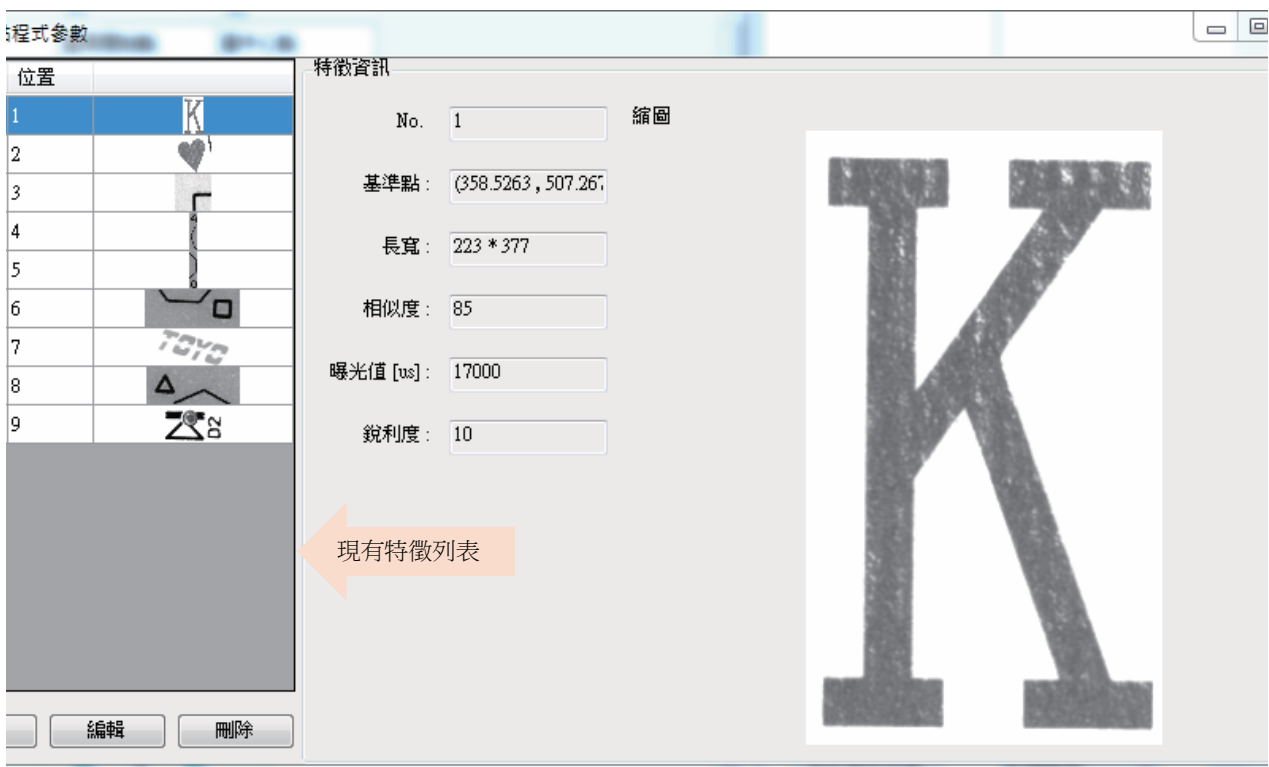 程式參數
位置
1 K
2
3
4
5
6
7 TOYO
8
9 D2
編輯
刪除
特徵資訊
No. 1
基準點 : (358.5263 , 507.267
長寬 : 223 * 377
相似度 : 85
曝光值 [us] : 17000
銳利度 : 10
縮圖
K
現有特徵列表